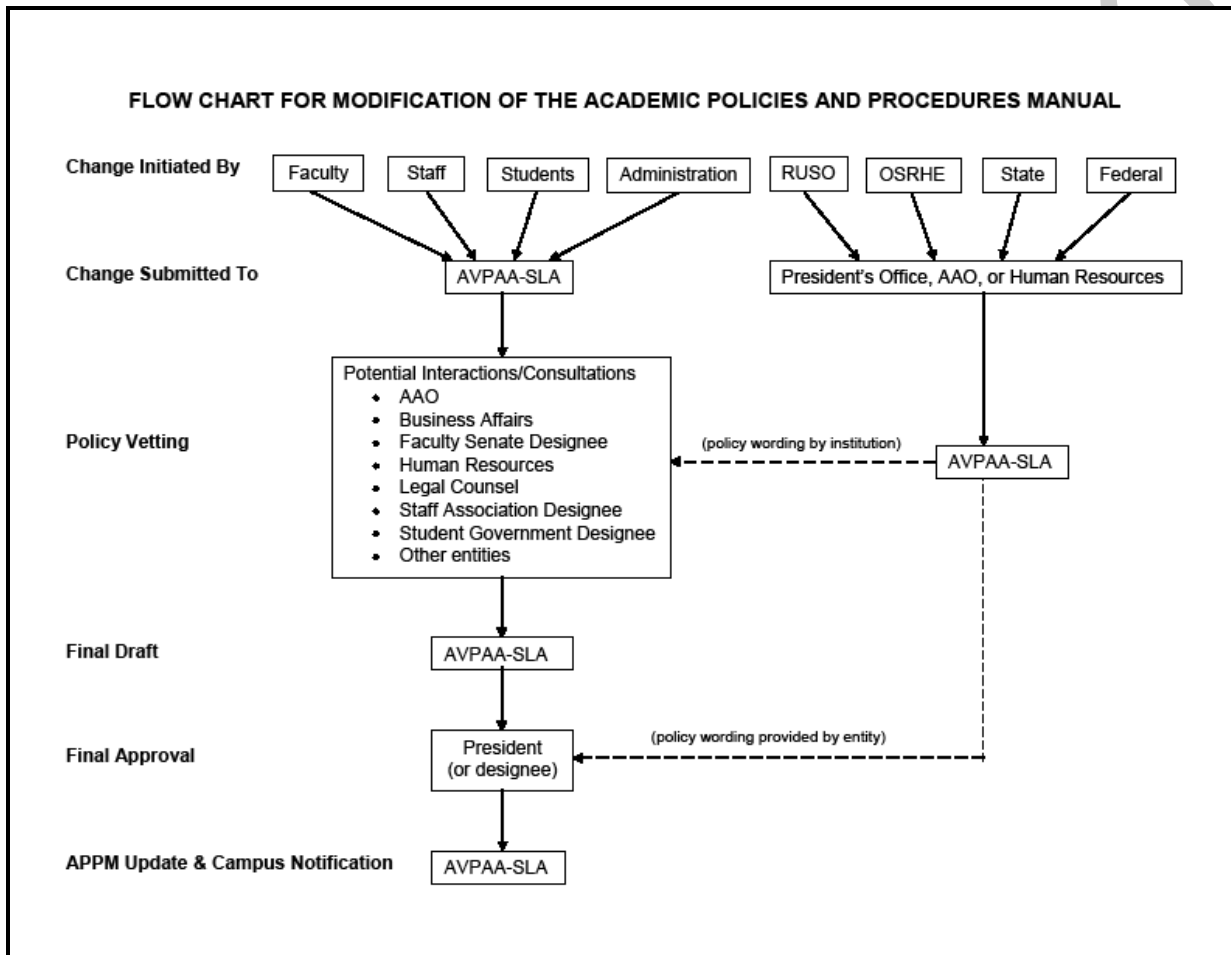 FLOW CHART FOR MODIFICATION OF THE ACADEMIC POLICIES AND PROCEDURES MANUAL
Change Initiated By
Faculty
Staff
Students
Administration
RUSO
OSRHE
State
Federal
Change Submitted To
AVPAA-SLA
President's Office, AAO, or Human Resources
Policy Vetting
Potential Interactions/Consultations
• AAO
• Business Affairs
• Faculty Senate Designee
• Human Resources
• Legal Counsel
• Staff Association Designee
• Student Government Designee
• Other entities
(policy wording by institution)
AVPAA-SLA
Final Draft
AVPAA-SLA
Final Approval
President
(or designee)
(policy wording provided by entity)
APPM Update & Campus Notification
AVPAA-SLA